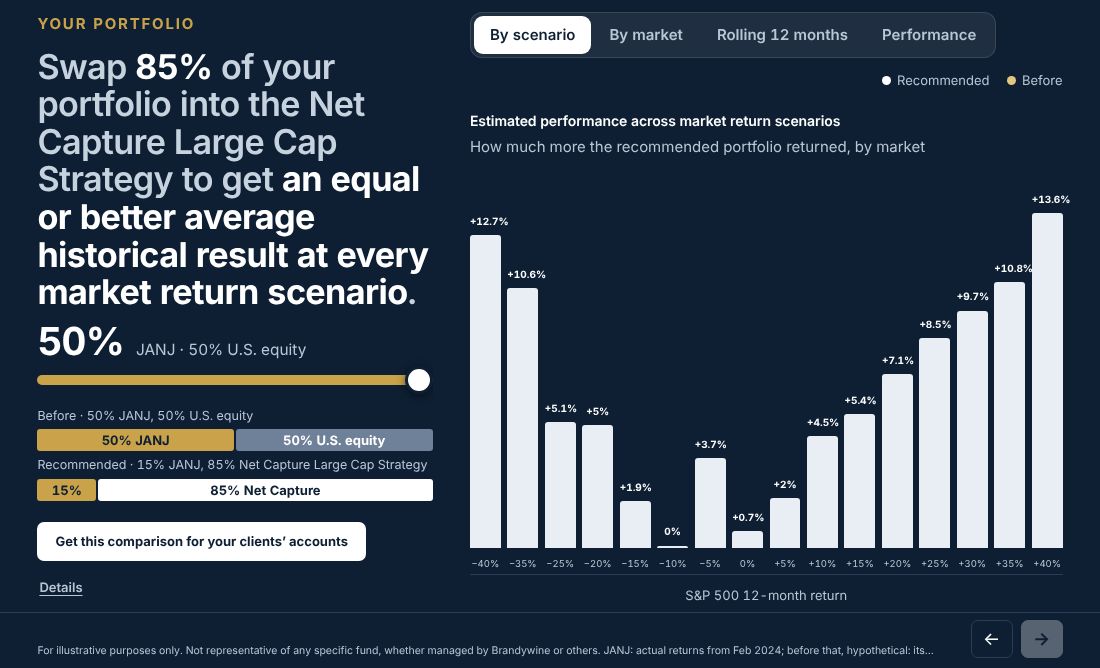 YOUR PORTFOLIO
Swap 85% of your
portfolio into the Net
Capture Large Cap
Strategy to get an equal
or better average
historical result at every
market return scenario.
50% JANJ · 50% U.S. equity
Before · 50% JANJ, 50% U.S. equity
50% JANJ 50% U.S. equity
Recommended · 15% JANJ, 85% Net Capture Large Cap Strategy
15% 85% Net Capture
Get this comparison for your clients’ accounts
Details
By scenario By market Rolling 12 months Performance
Recommended Before
Estimated performance across market return scenarios
How much more the recommended portfolio returned, by market
+12.7% +10.6% +5.1% +5% +1.9% 0% +3.7% +0.7% +2% +4.5% +5.4% +7.1% +8.5% +9.7% +10.8% +13.6%
−40% −35% −25% −20% −15% −10% −5% 0% +5% +10% +15% +20% +25% +30% +35% +40%
S&P 500 12-month return
For illustrative purposes only. Not representative of any specific fund, whether managed by Brandywine or others. JANJ: actual returns from Feb 2024; before that, hypothetical: its…
← →